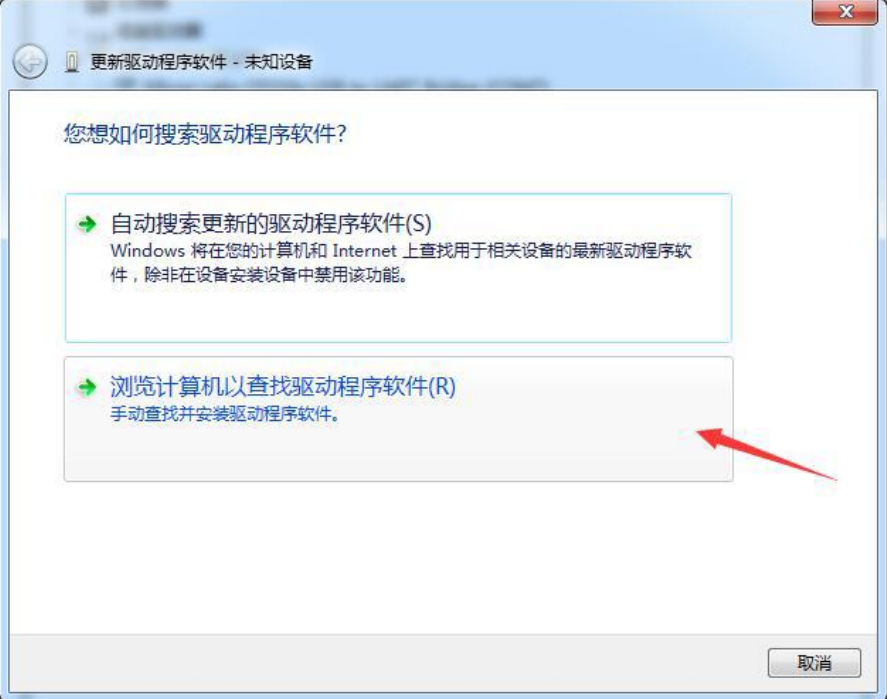 更新驱动程序软件 - 未知设备
您想如何搜索驱动程序软件?
自动搜索更新的驱动程序软件(S)
Windows 将在您的计算机和 Internet 上查找用于相关设备的最新驱动程序软
件，除非在设备安装设备中禁用该功能。
浏览计算机以查找驱动程序软件(R)
手动查找并安装驱动程序软件。
取消